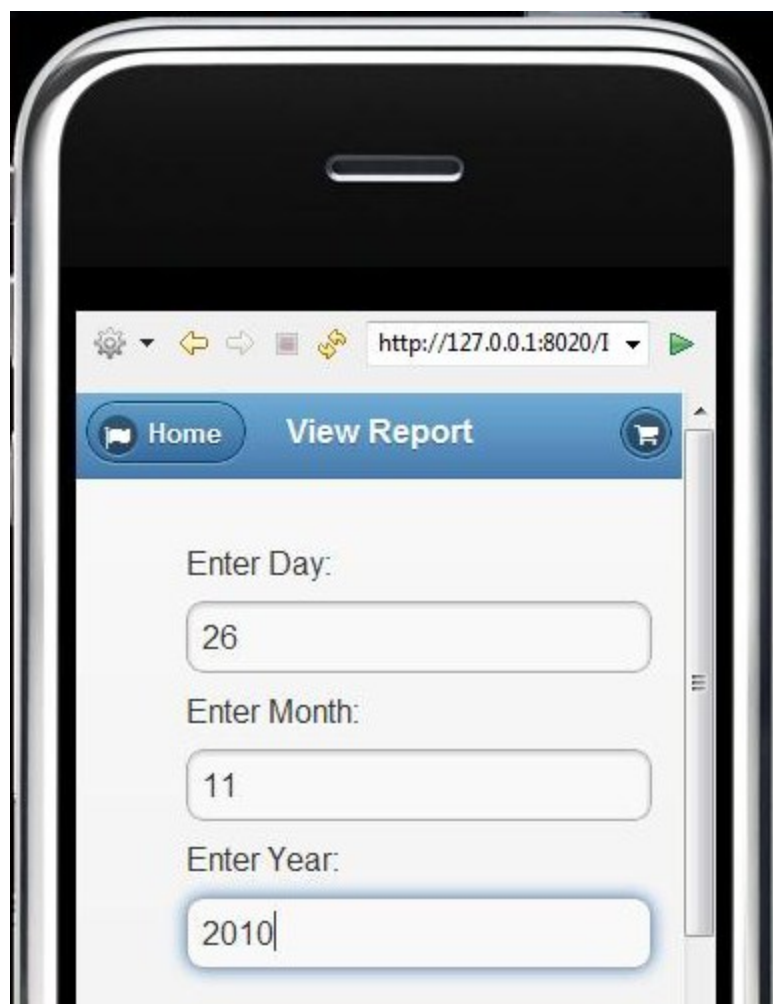 http://127.0.0.1:8020/I
Home View Report
Enter Day:
26
Enter Month:
11
Enter Year:
2010